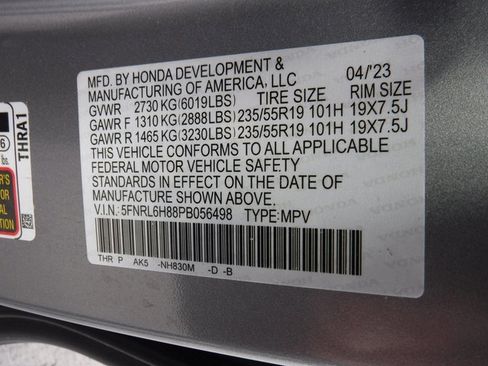 MFD. BY HONDA DEVELOPMENT &
MANUFACTURING OF AMERICA, LLC 04/'23
GVWR 2730 KG(6019LBS) TIRE SIZE RIM SIZE
GAWR F 1310 KG(2888LBS) 235/55R19 101H 19X7.5J
GAWR R 1465 KG(3230LBS) 235/55R19 101H 19X7.5J
THIS VEHICLE CONFORMS TO ALL APPLICABLE
FEDERAL MOTOR VEHICLE SAFETY
STANDARDS IN EFFECT ON THE DATE OF
MANUFACTURE SHOWN ABOVE.
V.I.N.:5FNRL6H88PB056498 TYPE:MPV
THR P AK5 -NH830M -D -B
THRA1
6
lbs.